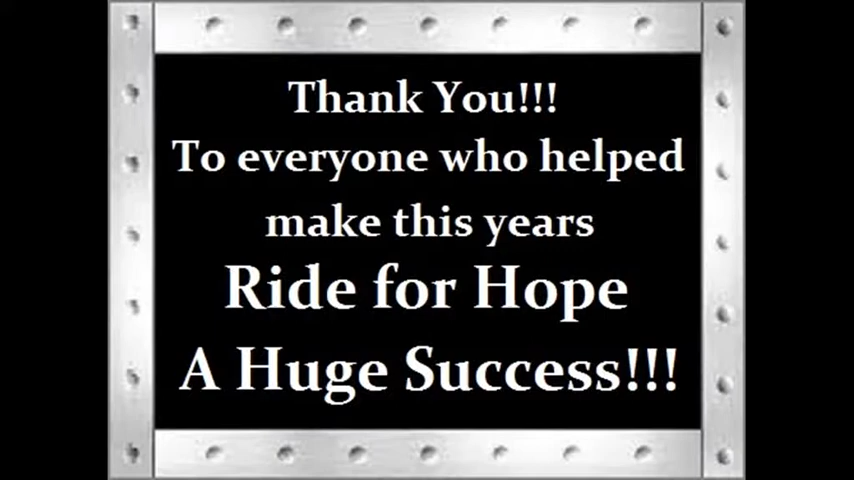 Thank You!!!
To everyone who helped
make this years
Ride for Hope
A Huge Success!!!